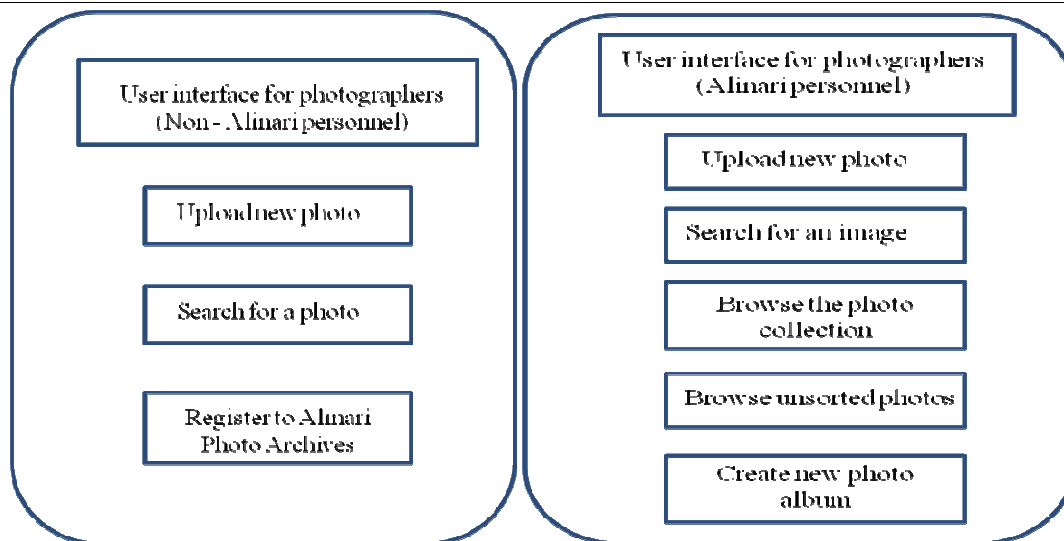 User interface for photographers
(Non - Alinari personnel)
Upload new photo
Search for a photo
Register to Alinari
Photo Archives
User interface for photographers
(Alinari personnel)
Upload new photo
Search for an image
Browse the photo
collection
Browse unsorted photos
Create new photo
album